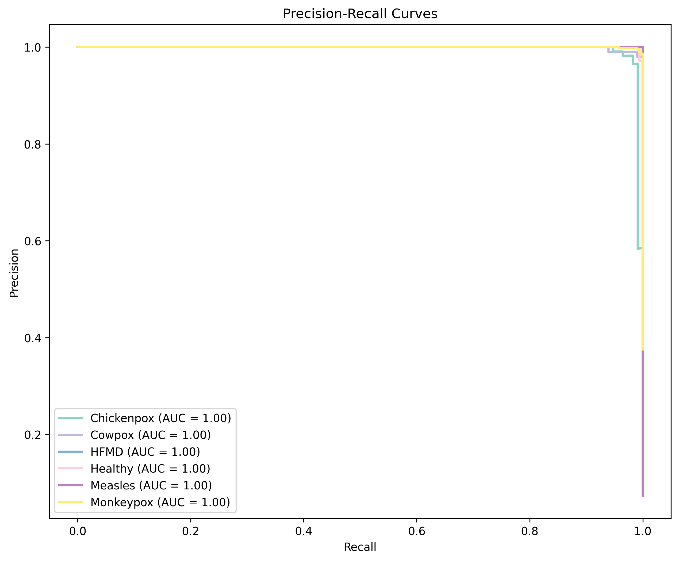 Precision-Recall Curves
1.0
0.8
0.6
0.4
0.2
Precision
Chickenpox (AUC = 1.00)
Cowpox (AUC = 1.00)
HFMD (AUC = 1.00)
Healthy (AUC = 1.00)
Measles (AUC = 1.00)
Monkeypox (AUC = 1.00)
0.0 0.2 0.4 0.6 0.8 1.0
Recall